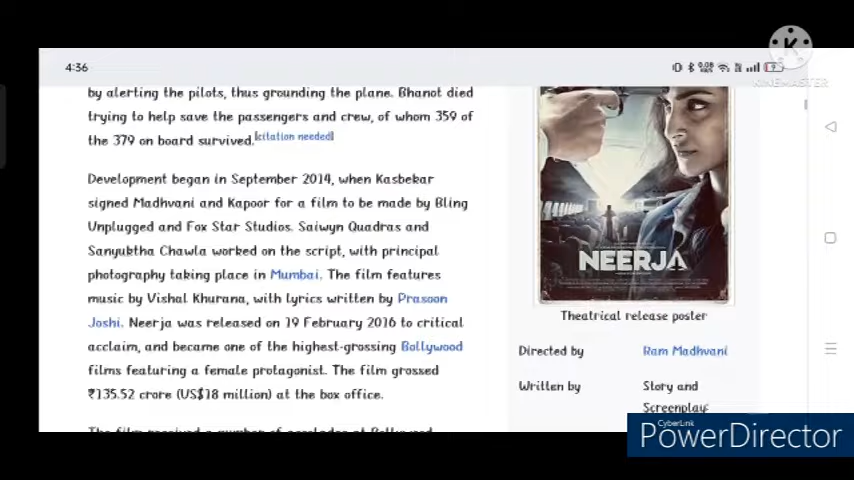 4:36
KINEMASTER
by alerting the pilots, thus grounding the plane. Bhanot died
trying to help save the passengers and crew, of whom 359 of
the 379 on board survived.[citation needed]
Development began in September 2014, when Kasbekar
signed Madhvani and Kapoor for a film to be made by Bling
Unplugged and Fox Star Studios. Saiwyn Quadras and
Sanyuktha Chawla worked on the script, with principal
photography taking place in Mumbai. The film features
music by Vishal Khurana, with lyrics written by Prasoon
Joshi. Neerja was released on 19 February 2016 to critical
acclaim, and became one of the highest-grossing Bollywood
films featuring a female protagonist. The film grossed
₹135.52 crore (US$18 million) at the box office.
NEERJA
Theatrical release poster
Directed by Ram Madhvani
Written by Story and
Screenplay
CyberLink
PowerDirector